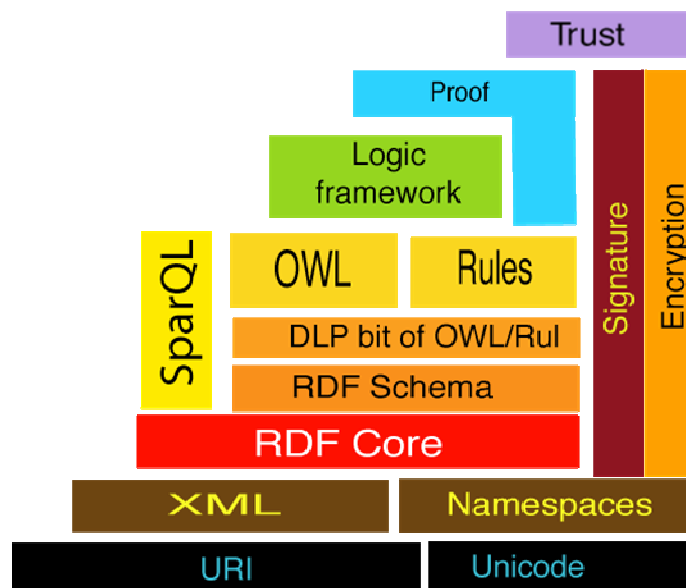 Trust
Proof
Logic
framework
Signature
Encryption
SparQL
OWL
Rules
DLP bit of OWL/Rul
RDF Schema
RDF Core
XML
Namespaces
URI
Unicode